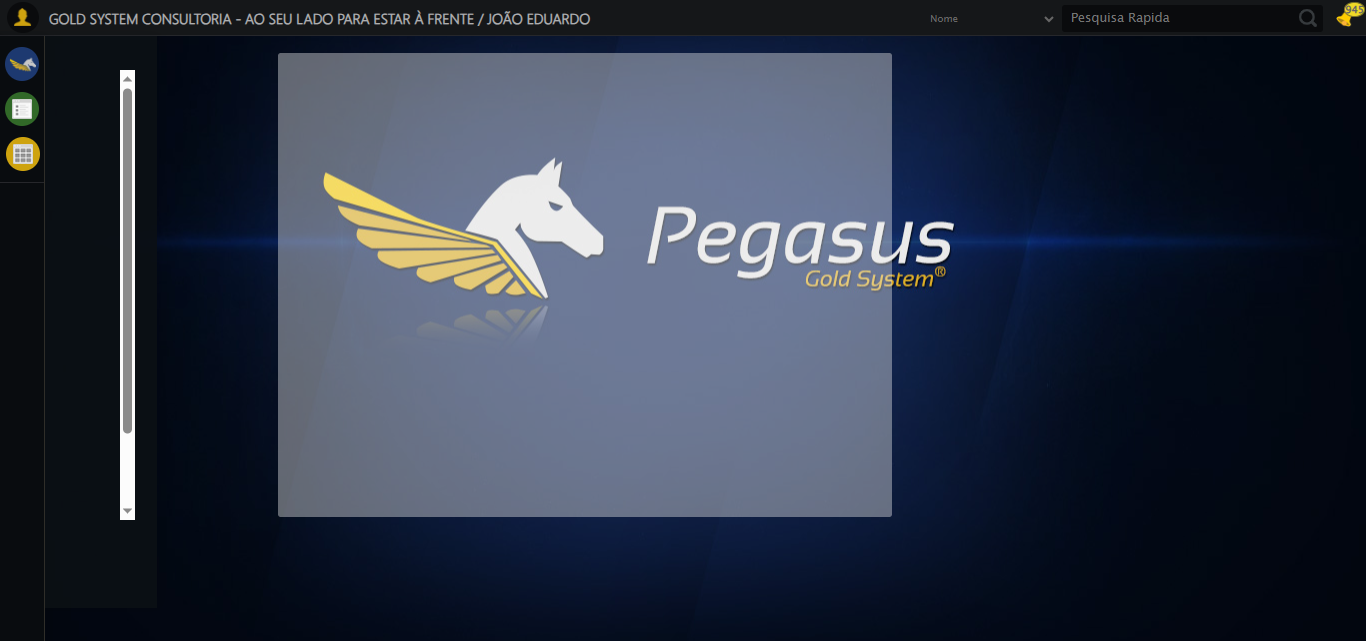 GOLD SYSTEM CONSULTORIA - AO SEU LADO PARA ESTAR À FRENTE / JOÃO EDUARDO
Nome
Pesquisa Rapida
945
Pegasus
Gold System®